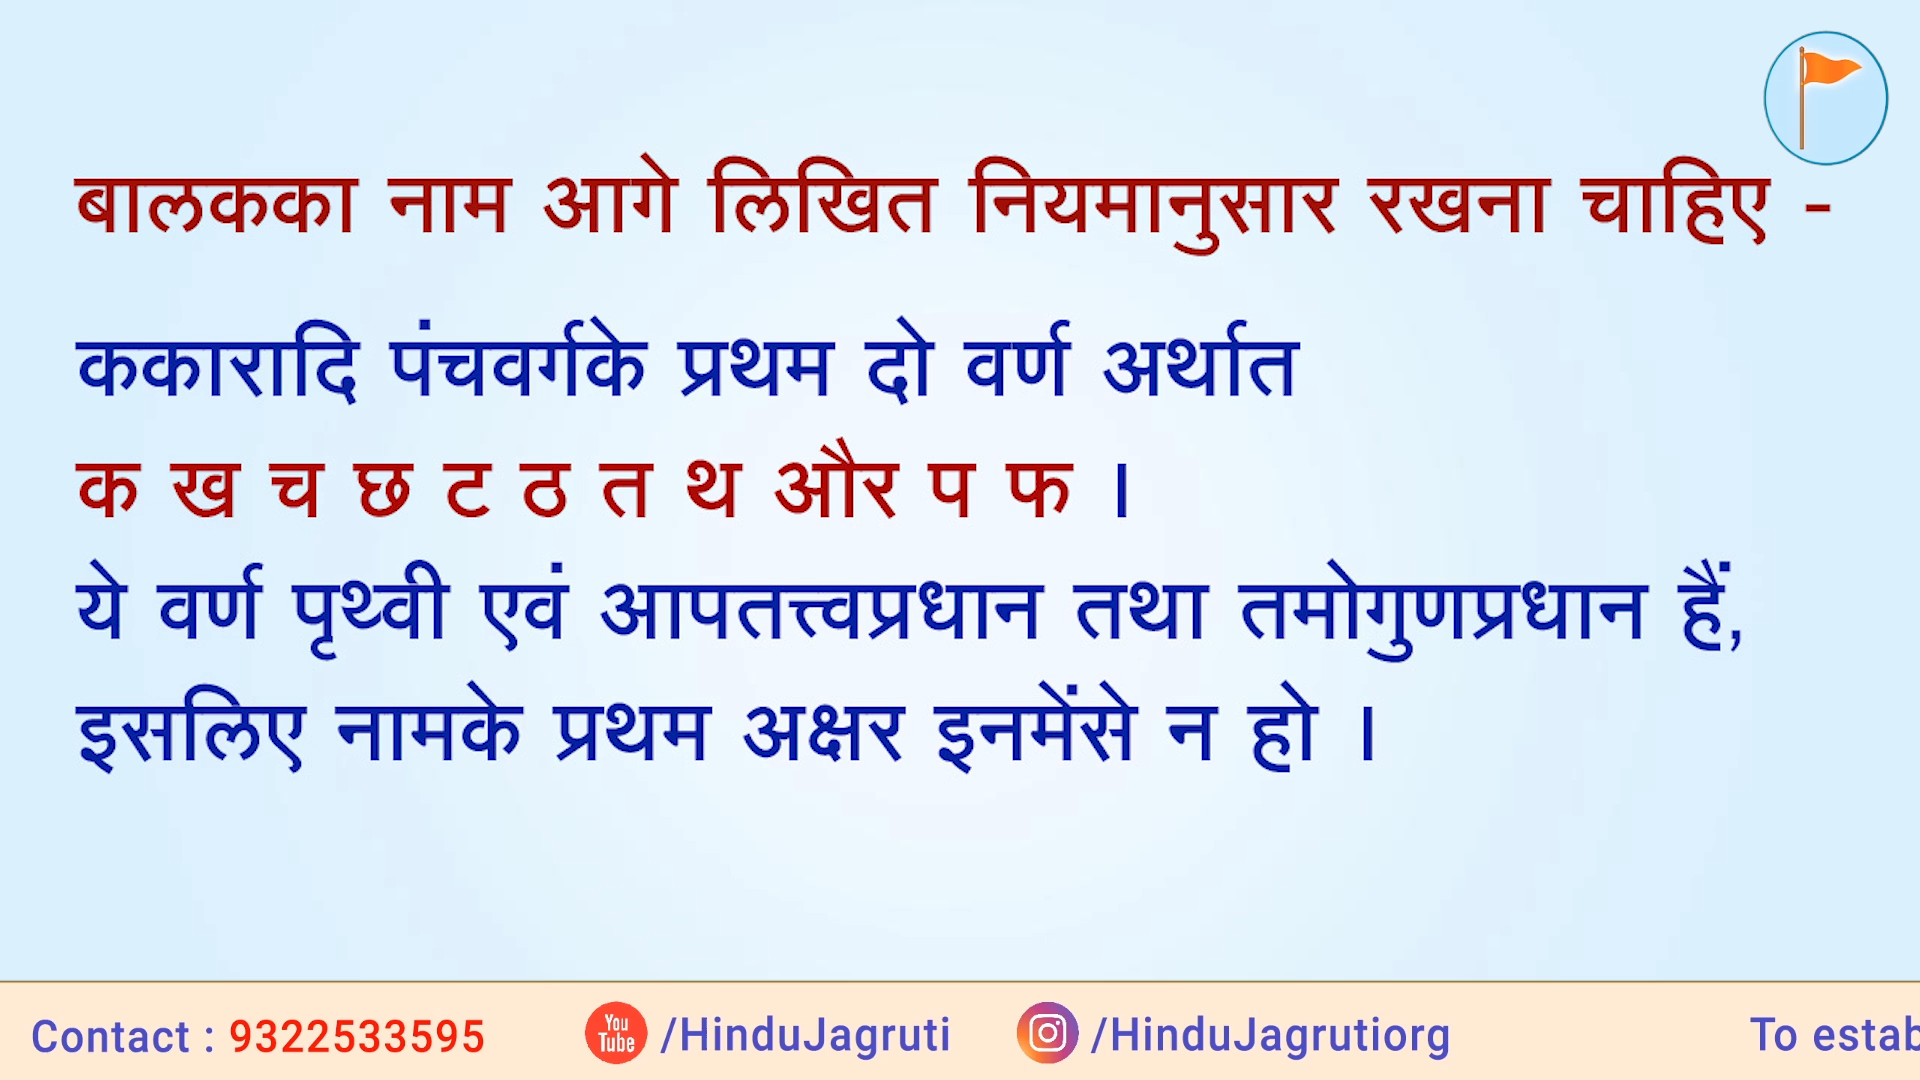 बालकका नाम आगे लिखित नियमानुसार रखना चाहिए -
ककारादि पंचवर्गके प्रथम दो वर्ण अर्थात
क ख च छ ट ठ त थ और प फ ।
ये वर्ण पृथ्वी एवं आपतत्त्वप्रधान तथा तमोगुणप्रधान हैं,
इसलिए नामके प्रथम अक्षर इनमेंसे न हो ।
Contact : 9322533595 You Tube /HinduJagruti /HinduJagrutiorg To estab